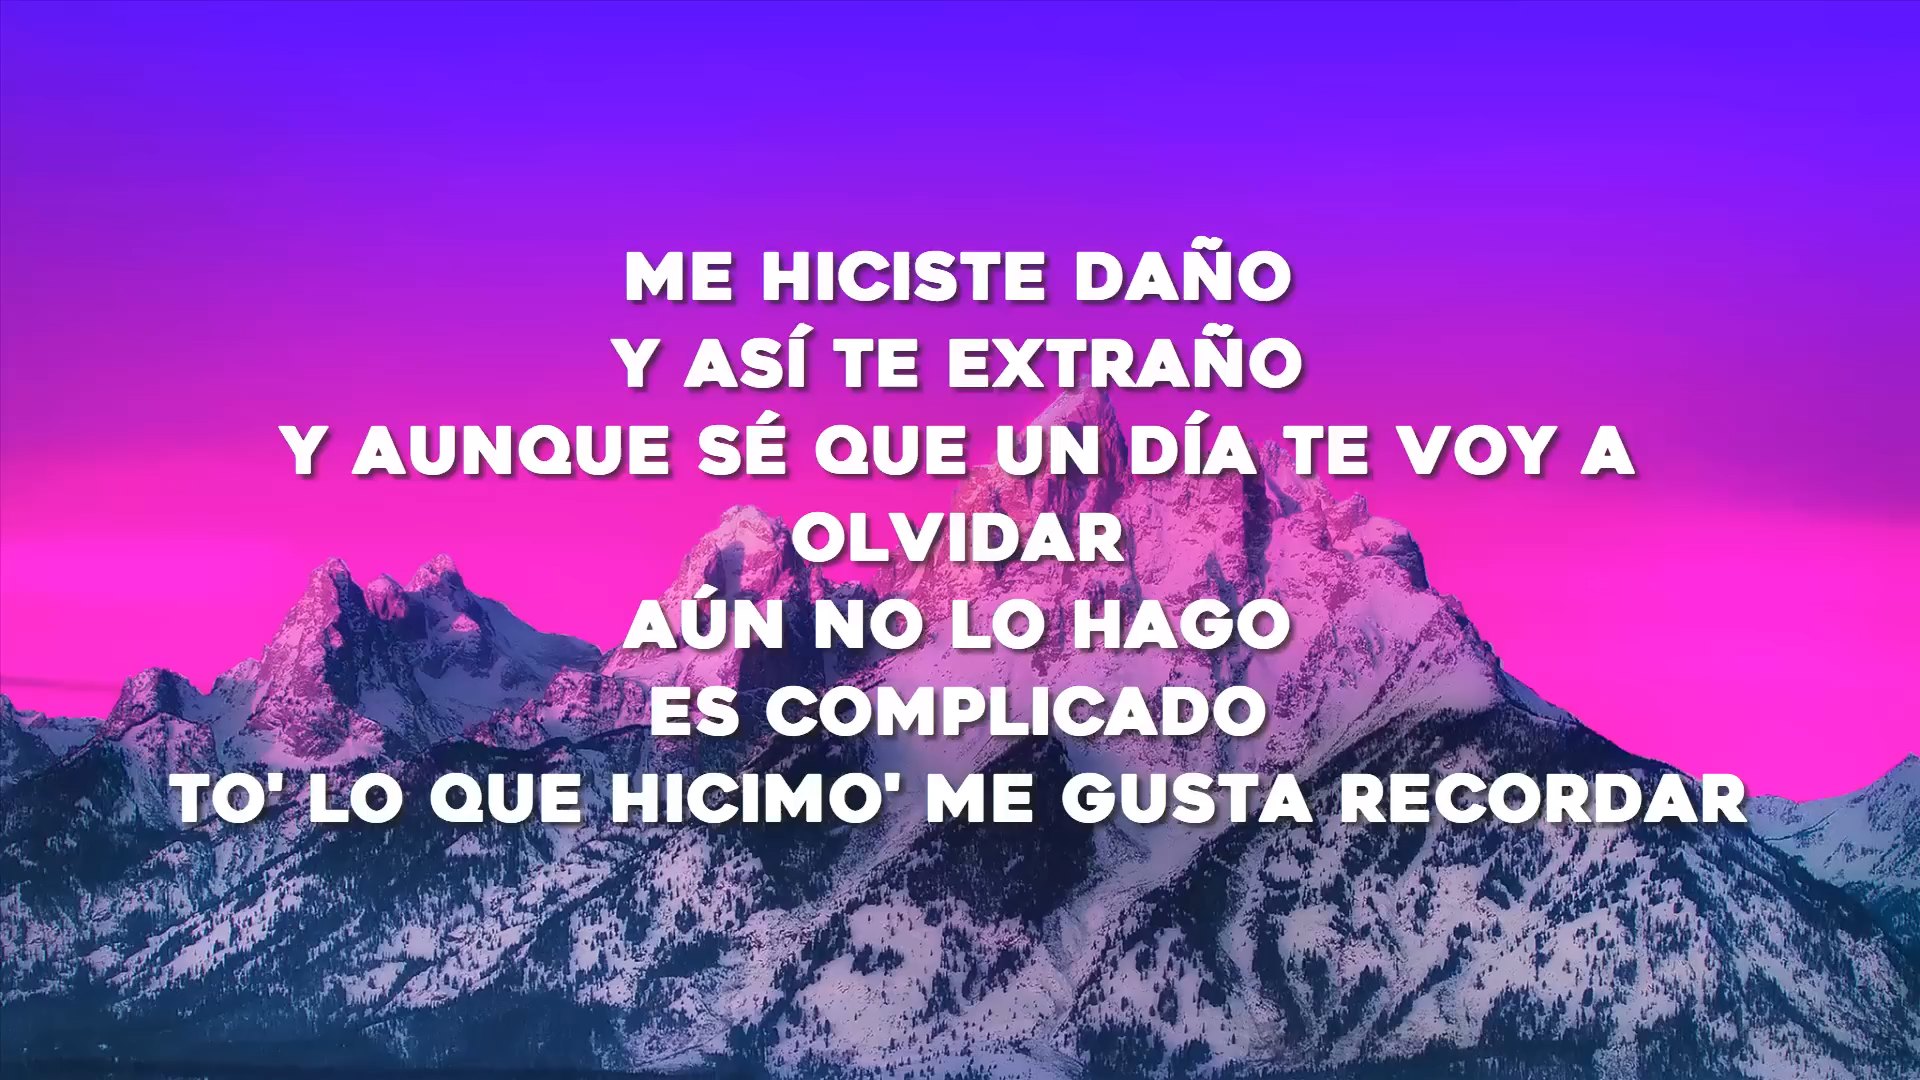 ME HICISTE DAÑO
Y ASÍ TE EXTRAÑO
Y AUNQUE SÉ QUE UN DÍA TE VOY A
OLVIDAR
AÚN NO LO HAGO
ES COMPLICADO
TO' LO QUE HICIMO' ME GUSTA RECORDAR